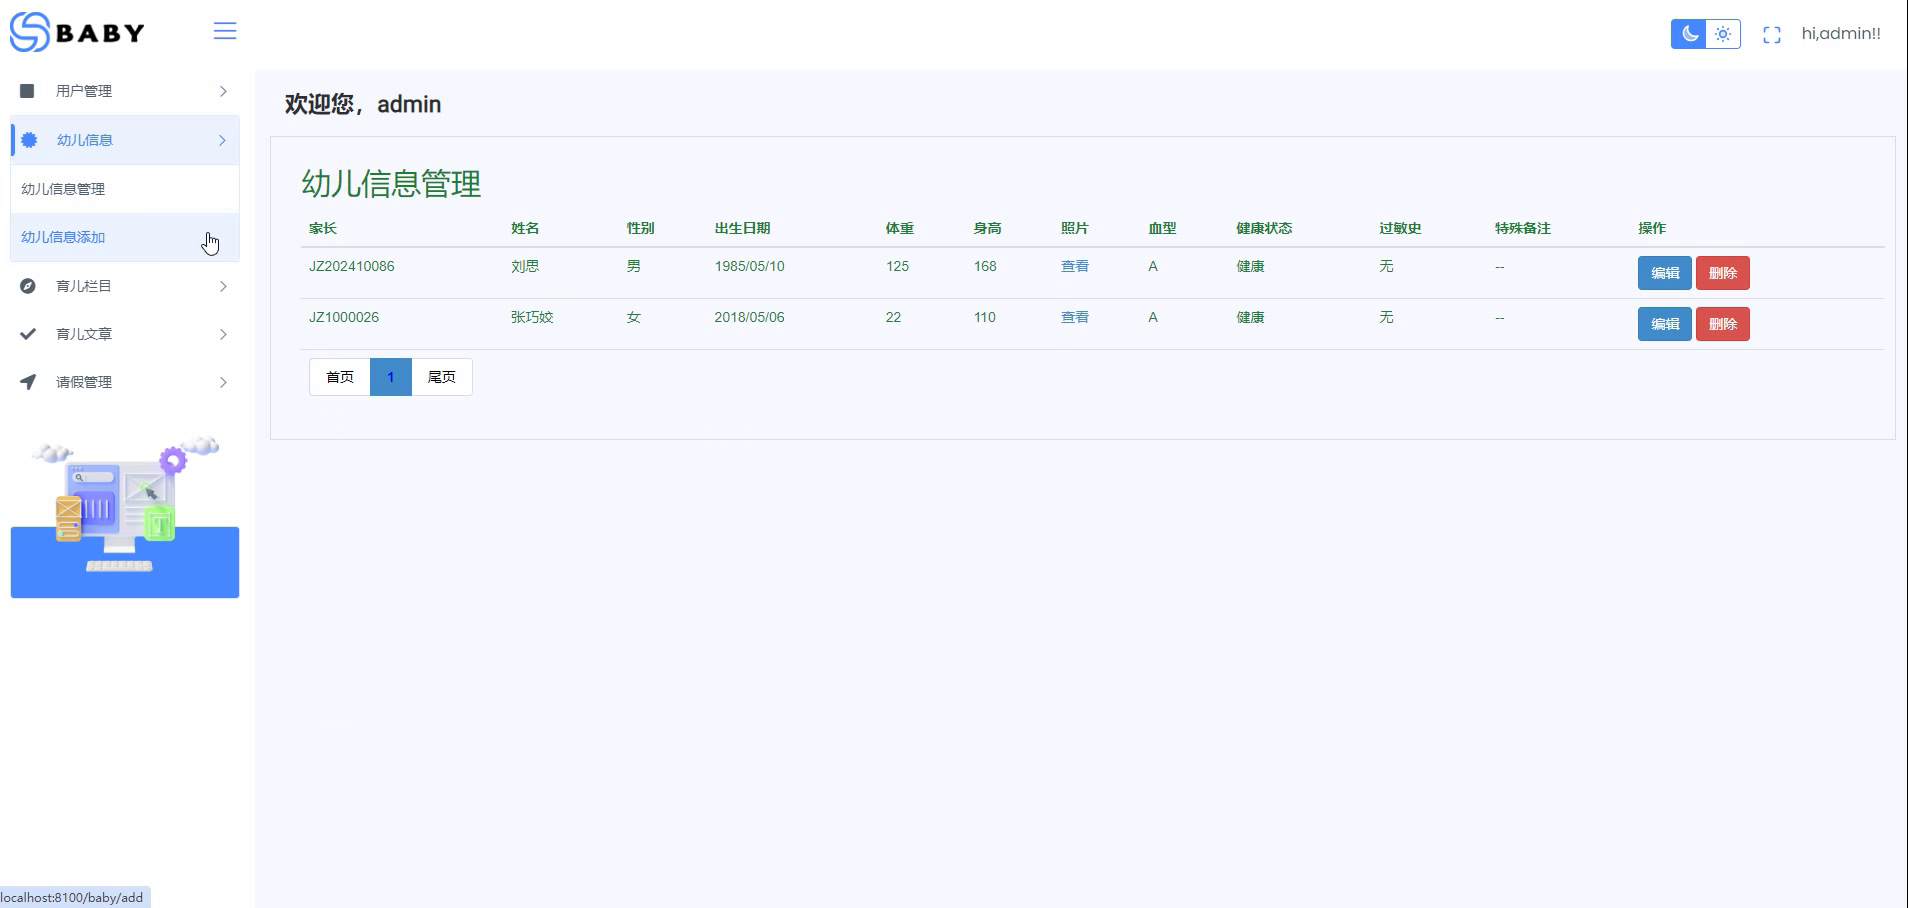 BABY
hi,admin!!
用户管理
幼儿信息
幼儿信息管理
幼儿信息添加
育儿栏目
育儿文章
请假管理
欢迎您，admin
幼儿信息管理
家长 姓名 性别 出生日期 体重 身高 照片 血型 健康状态 过敏史 特殊备注 操作
JZ202410086 刘思 男 1985/05/10 125 168 查看 A 健康 无 -- 编辑 删除
JZ1000026 张巧姣 女 2018/05/06 22 110 查看 A 健康 无 -- 编辑 删除
首页 1 尾页
T
localhost:8100/baby/add